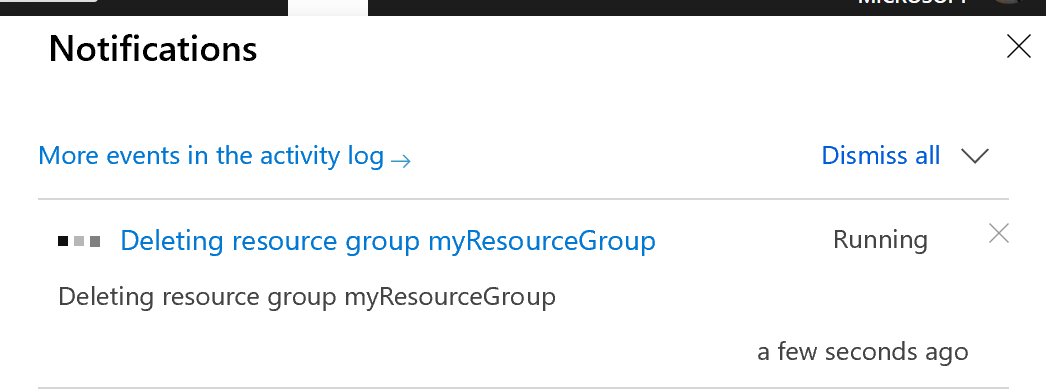 MICROSOFT
Notifications
More events in the activity log → Dismiss all
Deleting resource group myResourceGroup Running
Deleting resource group myResourceGroup
a few seconds ago